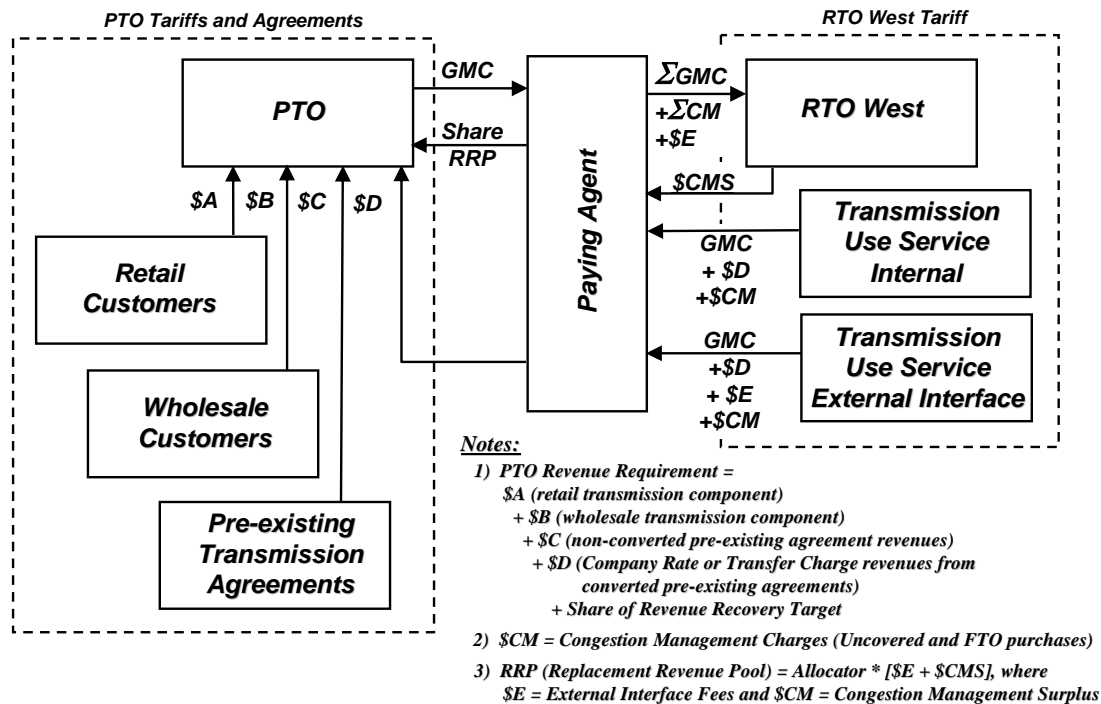 PTO Tariffs and Agreements
RTO West Tariff
PTO
GMC
Share
RRP
Paying Agent
ΣGMC
+ΣCM
+$E
RTO West
$CMS
$A
$B
$C
$D
Retail
Customers
Wholesale
Customers
Pre-existing
Transmission
Agreements
Transmission
Use Service
Internal
GMC
+ $D
+$CM
Transmission
Use Service
External Interface
GMC
+$D
+ $E
+$CM
Notes:
1) PTO Revenue Requirement =
$A (retail transmission component)
+ $B (wholesale transmission component)
+ $C (non-converted pre-existing agreement revenues)
+ $D (Company Rate or Transfer Charge revenues from
converted pre-existing agreements)
+ Share of Revenue Recovery Target
2) $CM = Congestion Management Charges (Uncovered and FTO purchases)
3) RRP (Replacement Revenue Pool) = Allocator * [$E + $CMS], where
$E = External Interface Fees and $CM = Congestion Management Surplus